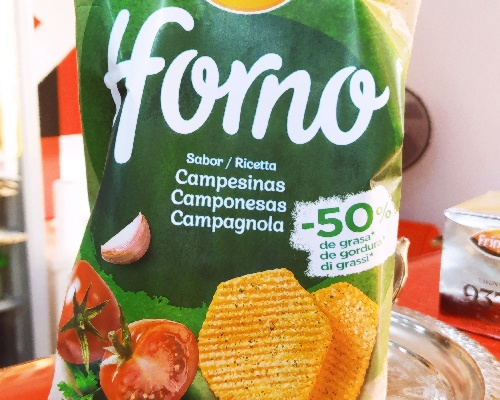 forno
Sabor / Ricetta
Campesinas
Camponesas
Campagnola
-50%
de grasa*
de gordura*
di grassi*